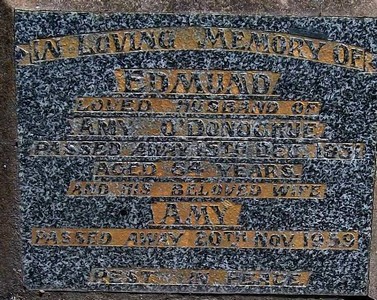 IN LOVING MEMORY OF
EDMUND
LOVED HUSBAND OF
AMY O'DONOGHUE
PASSED AWAY 15TH
AGED 84 YEARS
AND HIS BELOVED WIFE
AMY
PASSED AWAY 20TH NOV 1959
REST IN PEACE